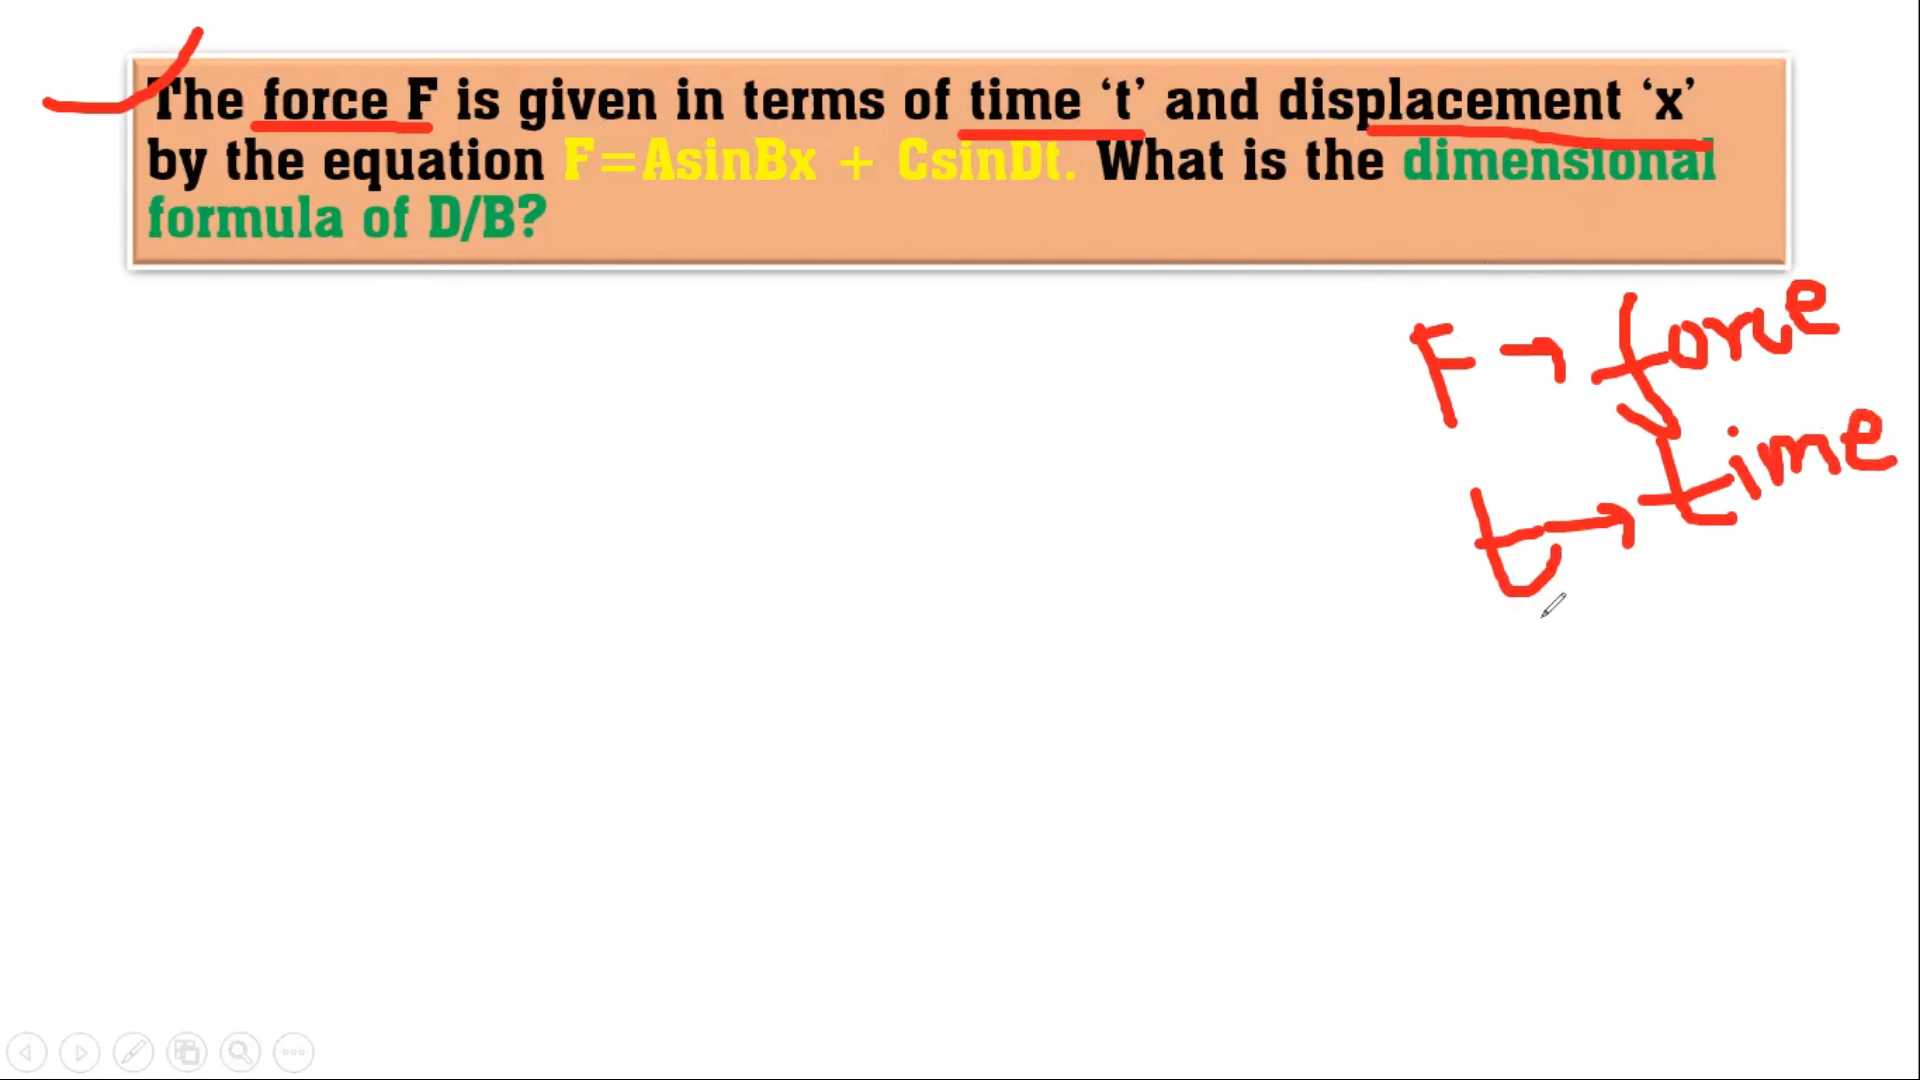 The force F is given in terms of time ‘t’ and displacement ‘x’
by the equation F=AsinBx + CsinDt. What is the dimensional
formula of D/B?
F → force
t → time